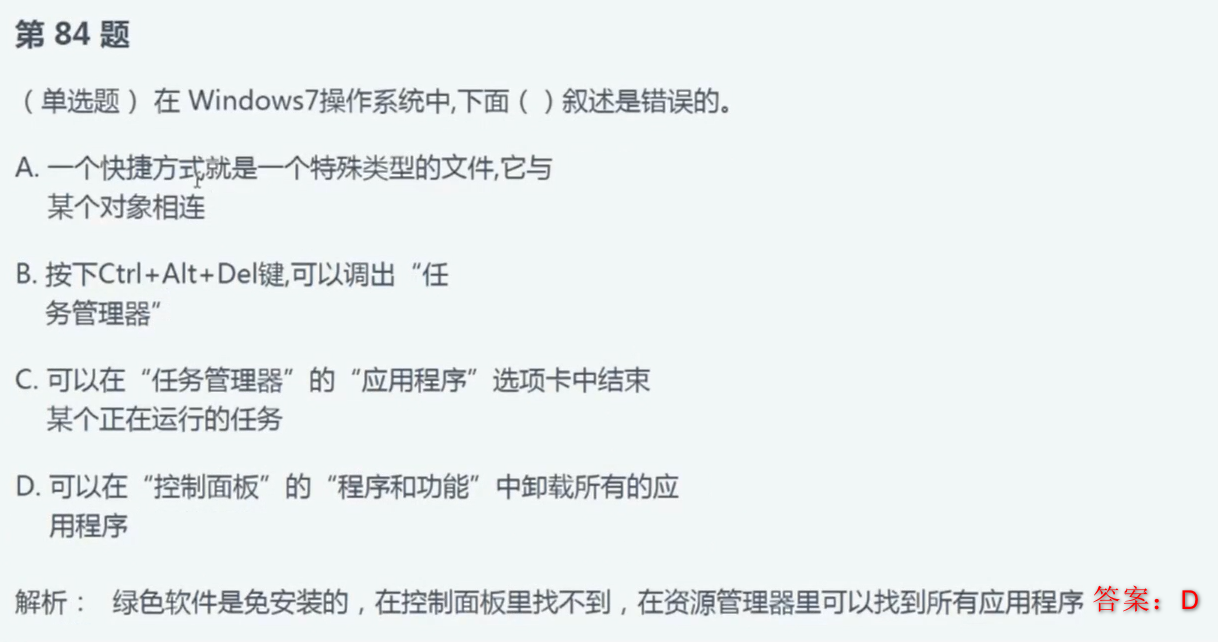 第 84 题
（单选题） 在 Windows7操作系统中,下面（ ）叙述是错误的。
A. 一个快捷方式就是一个特殊类型的文件,它与
某个对象相连
B. 按下Ctrl+Alt+Del键,可以调出“任
务管理器”
C. 可以在“任务管理器”的“应用程序”选项卡中结束
某个正在运行的任务
D. 可以在“控制面板”的“程序和功能”中卸载所有的应
用程序
解析： 绿色软件是免安装的，在控制面板里找不到，在资源管理器里可以找到所有应用程序 答案：D